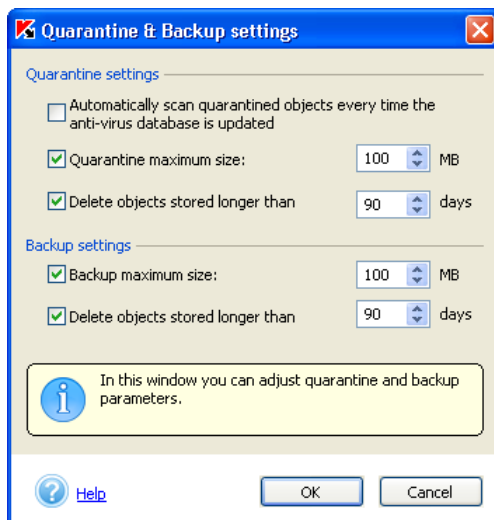 Quarantine & Backup settings
Quarantine settings
Automatically scan quarantined objects every time the
anti-virus database is updated
Quarantine maximum size: 100 MB
Delete objects stored longer than 90 days
Backup settings
Backup maximum size: 100 MB
Delete objects stored longer than 90 days
In this window you can adjust quarantine and backup
parameters.
Help OK Cancel